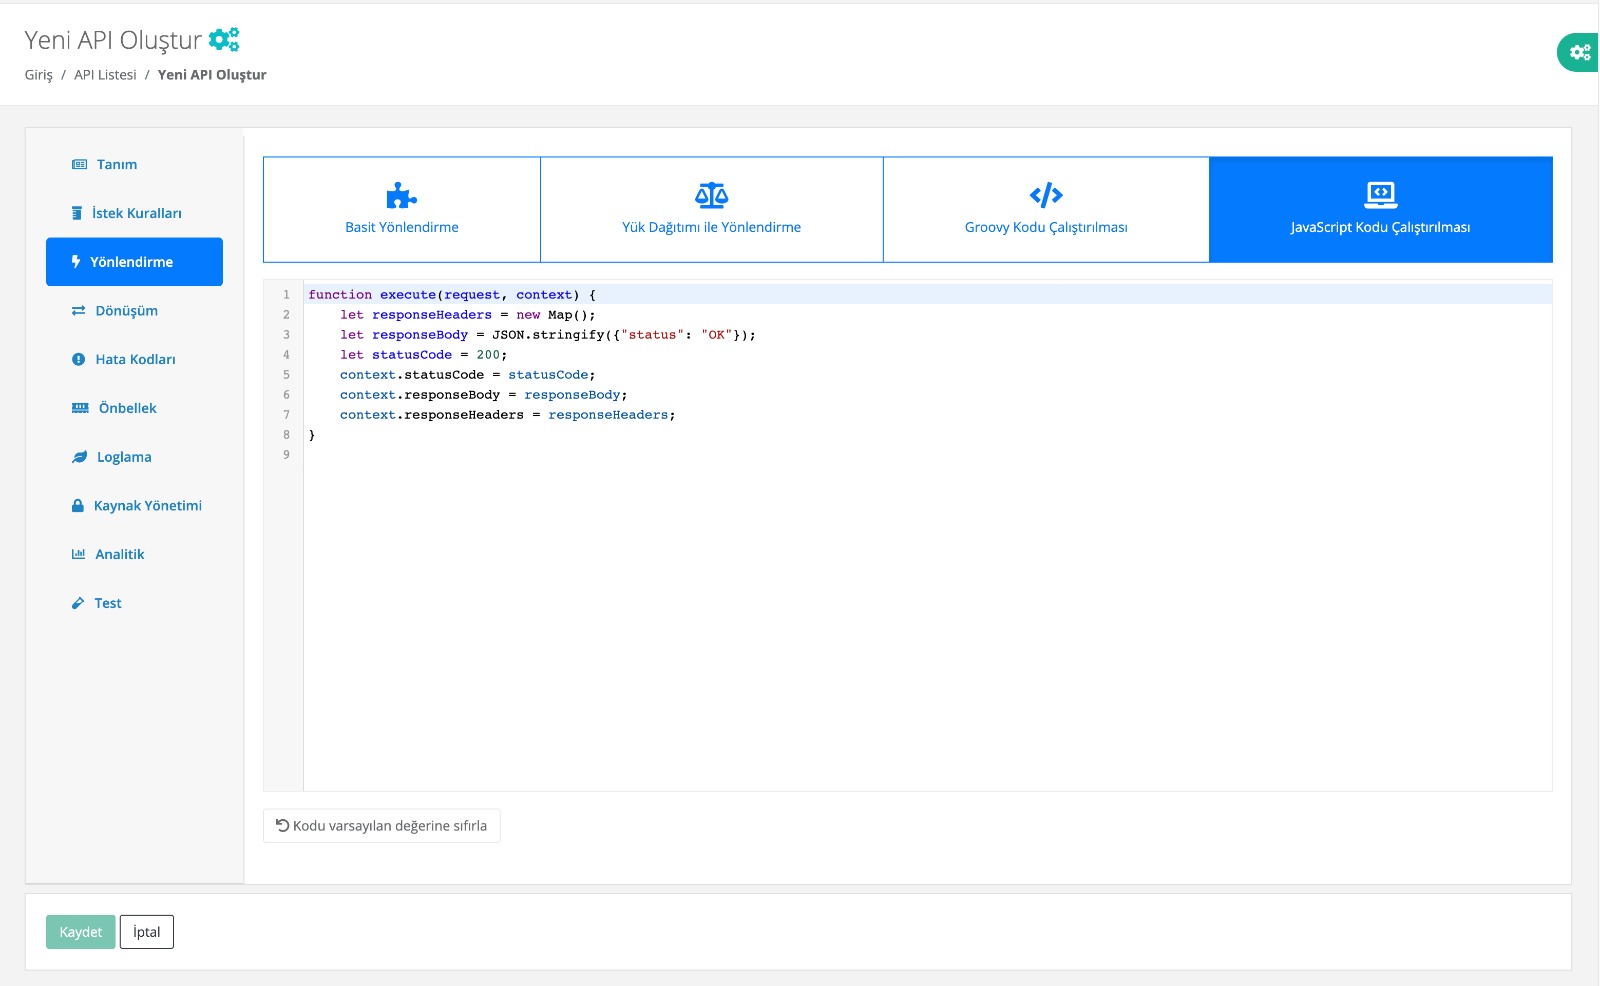 Yeni API Oluştur
Giriş / API Listesi / Yeni API Oluştur
Tanım
İstek Kuralları
Yönlendirme
Dönüşüm
Hata Kodları
Önbellek
Loglama
Kaynak Yönetimi
Analitik
Test
Basit Yönlendirme
Yük Dağıtımı ile Yönlendirme
Groovy Kodu Çalıştırılması
JavaScript Kodu Çalıştırılması
1 function execute(request, context) {
2     let responseHeaders = new Map();
3     let responseBody = JSON.stringify({"status": "OK"});
4     let statusCode = 200;
5     context.statusCode = statusCode;
6     context.responseBody = responseBody;
7     context.responseHeaders = responseHeaders;
8 }
9
Kodu varsayılan değerine sıfırla
Kaydet İptal